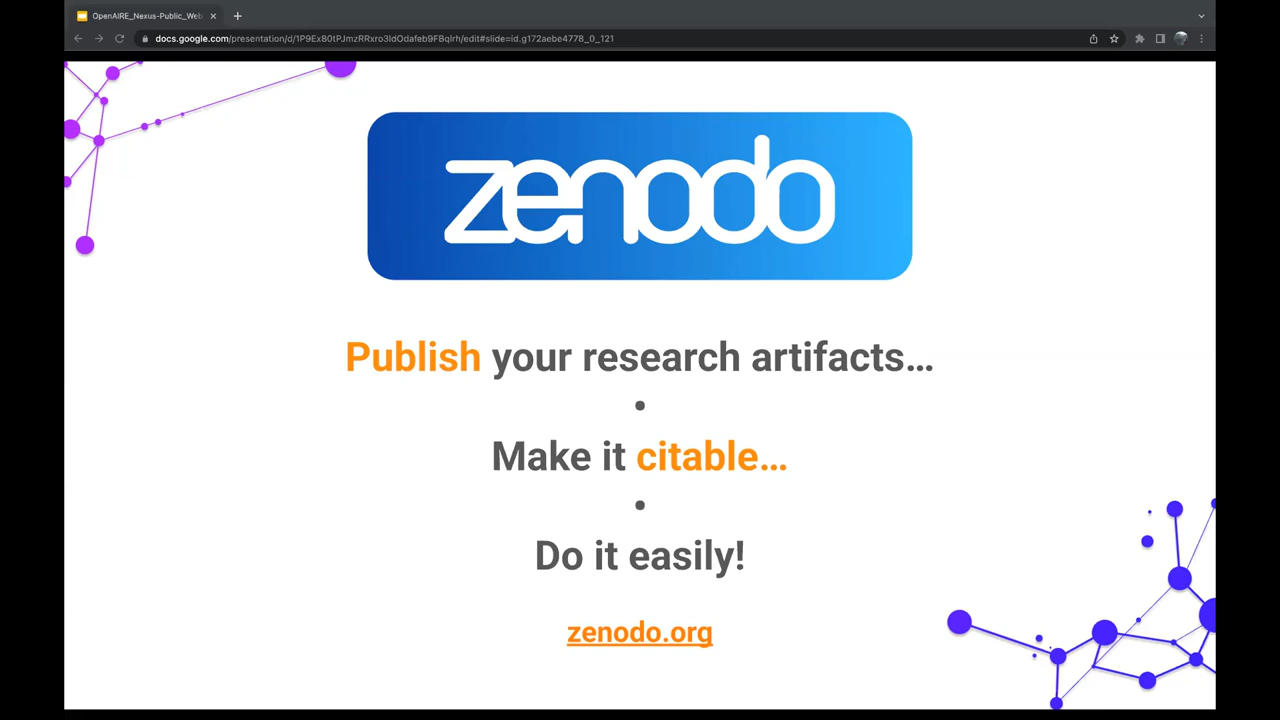 OpenAIRE_Nexus-Public_Web
docs.google.com/presentation/d/1P9Ex80tPJmzRRxro3IdOdafeb9FBqIrh/edit#slide=id.g172aebe4778_0_121
zenodo
Publish your research artifacts…
•
Make it citable…
•
Do it easily!
zenodo.org